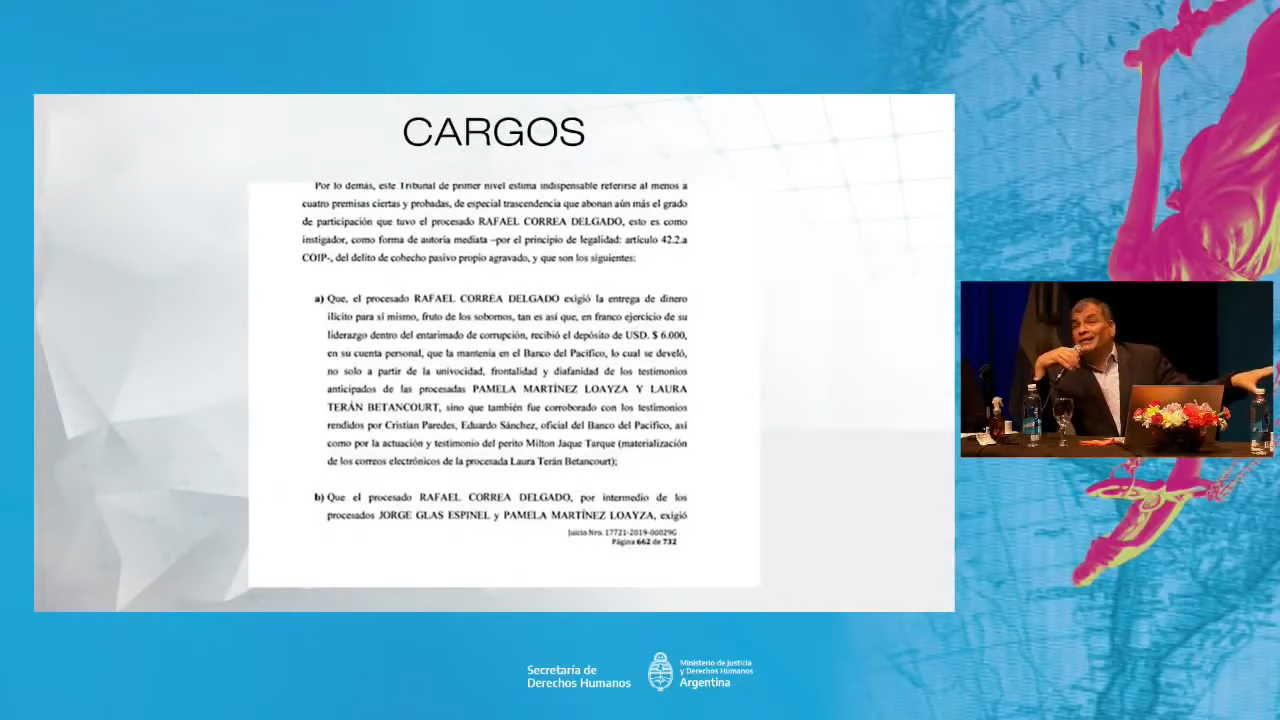 CARGOS
Por lo demás, este Tribunal de primer nivel estima indispensable referirse al menos a
cuatro premisas ciertas y probadas, de especial trascendencia que abonan aún más el grado
de participación que tuvo el procesado RAFAEL CORREA DELGADO, esto es como
instigador, como forma de autoría mediata –por el principio de legalidad: artículo 42.2.a
COIP-, del delito de cohecho pasivo propio agravado, y que son los siguientes:
a) Que, el procesado RAFAEL CORREA DELGADO exigió la entrega de dinero
ilícito para sí mismo, fruto de los sobornos, tan es así que, en franco ejercicio de su
liderazgo dentro del entarimado de corrupción, recibió el depósito de USD. $ 6.000,
en su cuenta personal, que la mantenía en el Banco del Pacífico, lo cual se develó,
no solo a partir de la univocidad, frontalidad y diafanidad de los testimonios
anticipados de las procesadas PAMELA MARTÍNEZ LOAYZA Y LAURA
TERÁN BETANCOURT, sino que también fue corroborado con los testimonios
rendidos por Cristian Paredes, Eduardo Sánchez, oficial del Banco del Pacífico, así
como por la actuación y testimonio del perito Milton Jaque Tarque (materialización
de los correos electrónicos de la procesada Laura Terán Betancourt);
b) Que el procesado RAFAEL CORREA DELGADO, por intermedio de los
procesados JORGE GLAS ESPINEL y PAMELA MARTÍNEZ LOAYZA, exigió
Juicio Nro. 17721-2019-00029G
Página 662 de 732
Secretaría de
Derechos Humanos
Ministerio de Justicia
y Derechos Humanos
Argentina